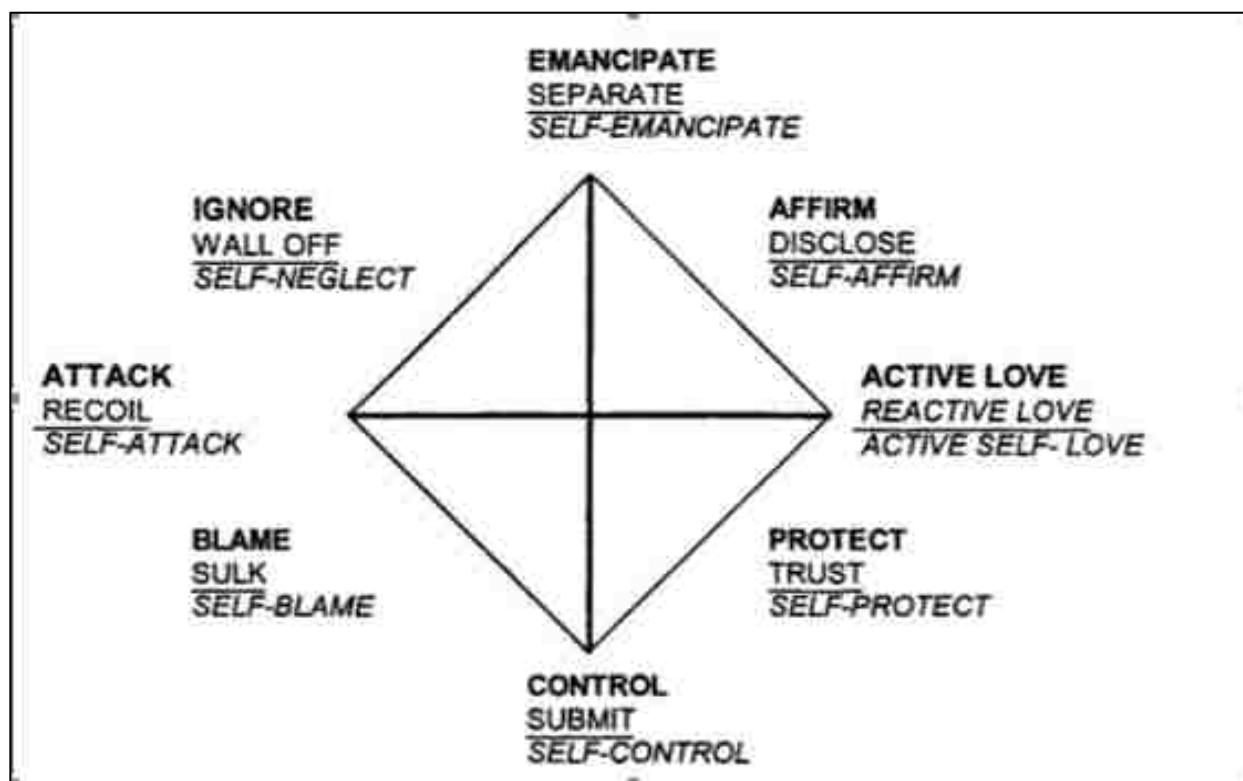 EMANCIPATE
SEPARATE
SELF-EMANCIPATE
IGNORE
WALL OFF
SELF-NEGLECT
AFFIRM
DISCLOSE
SELF-AFFIRM
ATTACK
RECOIL
SELF-ATTACK
ACTIVE LOVE
REACTIVE LOVE
ACTIVE SELF- LOVE
BLAME
SULK
SELF-BLAME
PROTECT
TRUST
SELF-PROTECT
CONTROL
SUBMIT
SELF-CONTROL